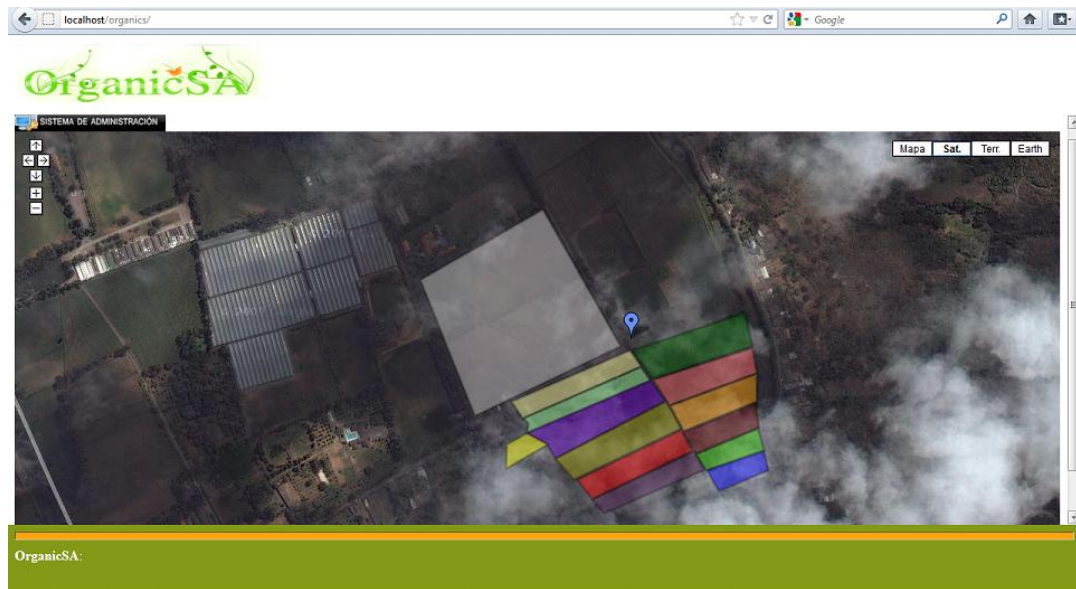 localhost/organics/
Google
OrganicSA
SISTEMA DE ADMINISTRACIÓN
Mapa Sat. Terr. Earth
OrganicSA: